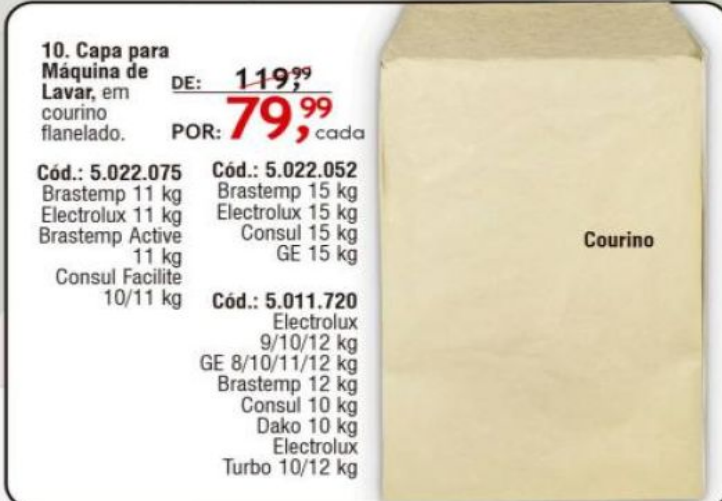 10. Capa para
Máquina de
Lavar, em
courino
flanelado.
DE: 119,99
POR: 79,99 cada
Cód.: 5.022.075
Brastemp 11 kg
Electrolux 11 kg
Brastemp Active
11 kg
Consul Facilite
10/11 kg
Cód.: 5.022.052
Brastemp 15 kg
Electrolux 15 kg
Consul 15 kg
GE 15 kg
Cód.: 5.011.720
Electrolux
9/10/12 kg
GE 8/10/11/12 kg
Brastemp 12 kg
Consul 10 kg
Dako 10 kg
Electrolux
Turbo 10/12 kg
Courino